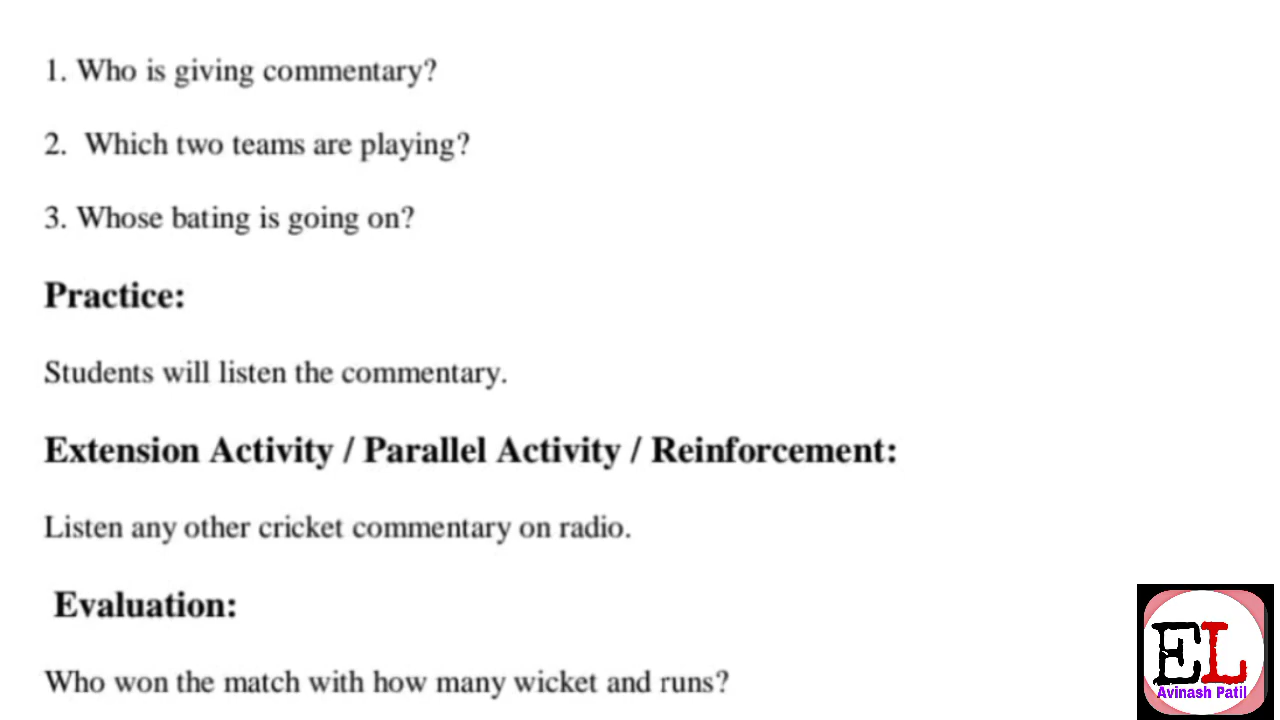 1. Who is giving commentary?
2. Which two teams are playing?
3. Whose bating is going on?
Practice:
Students will listen the commentary.
Extension Activity / Parallel Activity / Reinforcement:
Listen any other cricket commentary on radio.
Evaluation:
Who won the match with how many wicket and runs?
EL
Avinash Patil